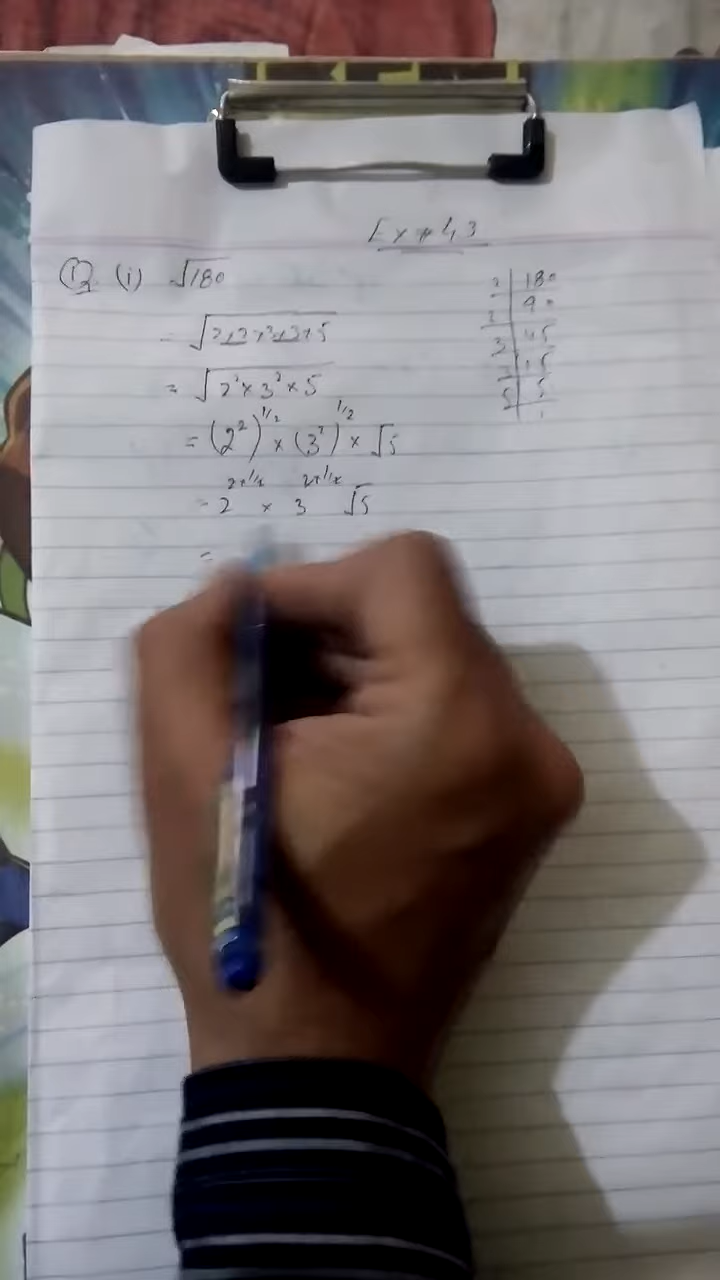 Ex # 4.3
Q1 (i) √180
= √2×2×3×3×5
= √2²×3²×5
= (2²)^1/2 × (3²)^1/2 × √5
= 2^2×1/2 × 3^2×1/2 √5
=
2 | 180
2 | 90
3 | 45
3 | 15
5 | 5
1